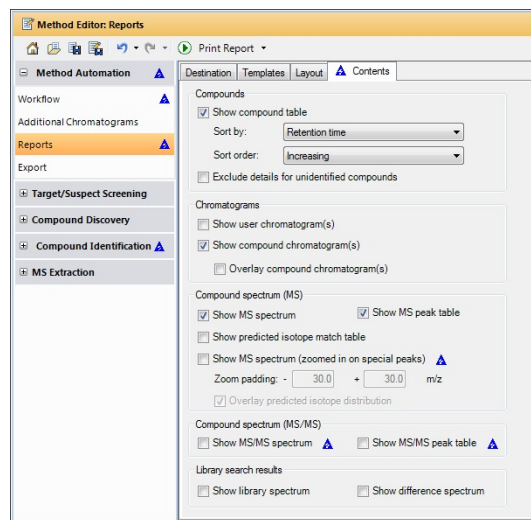 Method Editor: Reports
Print Report
Method Automation
Workflow
Additional Chromatograms
Reports
Export
Target/Suspect Screening
Compound Discovery
Compound Identification
MS Extraction
Destination Templates Layout Contents
Compounds
Show compound table
Sort by: Retention time
Sort order: Increasing
Exclude details for unidentified compounds
Chromatograms
Show user chromatogram(s)
Show compound chromatogram(s)
Overlay compound chromatogram(s)
Compound spectrum (MS)
Show MS spectrum Show MS peak table
Show predicted isotope match table
Show MS spectrum (zoomed in on special peaks)
Zoom padding: - 30.0 + 30.0 m/z
Overlay predicted isotope distribution
Compound spectrum (MS/MS)
Show MS/MS spectrum Show MS/MS peak table
Library search results
Show library spectrum Show difference spectrum